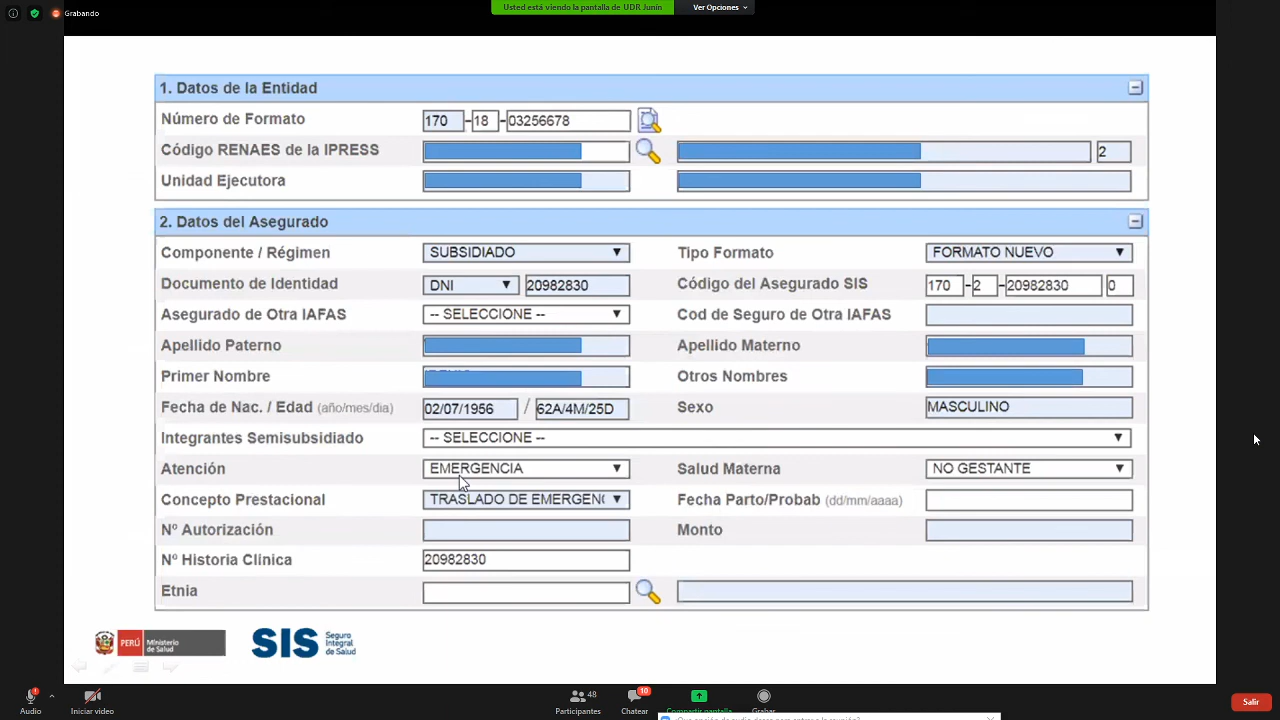 Grabando
Usted está viendo la pantalla de UDR Junín
Ver Opciones
1. Datos de la Entidad
Número de Formato 170 - 18 - 03256678
Código RENAES de la IPRESS 2
Unidad Ejecutora
2. Datos del Asegurado
Componente / Régimen SUBSIDIADO Tipo Formato FORMATO NUEVO
Documento de Identidad DNI 20982830 Código del Asegurado SIS 170 - 2 - 20982830 0
Asegurado de Otra IAFAS -- SELECCIONE -- Cod de Seguro de Otra IAFAS
Apellido Paterno Apellido Materno
Primer Nombre Otros Nombres
Fecha de Nac. / Edad (año/mes/dia) 02/07/1956 / 62A/4M/25D Sexo MASCULINO
Integrantes Semisubsidiado -- SELECCIONE --
Atención EMERGENCIA Salud Materna NO GESTANTE
Concepto Prestacional TRASLADO DE EMERGENC Fecha Parto/Probab (dd/mm/aaaa)
Nº Autorización Monto
Nº Historia Clínica 20982830
Etnia
PERÚ Ministerio de Salud
SIS Seguro Integral de Salud
Audio Iniciar video 48 Participantes 10 Chatear Compartir pantalla Grabar Salir